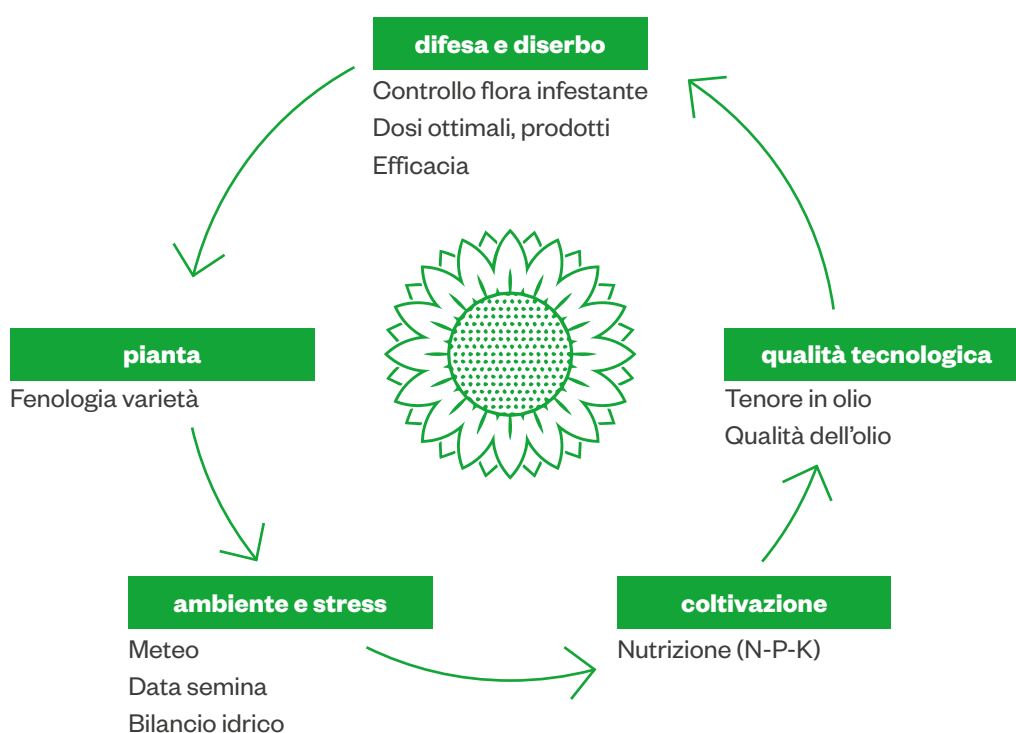 difesa e diserbo
Controllo flora infestante
Dosi ottimali, prodotti
Efficacia
pianta
Fenologia varietà
qualità tecnologica
Tenore in olio
Qualità dell’olio
ambiente e stress
Meteo
Data semina
Bilancio idrico
coltivazione
Nutrizione (N-P-K)